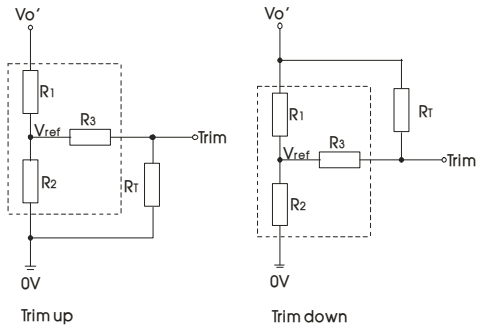 Vo'
R1
Vref
R3
Trim
R2
RT
0V
Trim up
Vo'
R1
RT
Vref
R3
Trim
R2
0V
Trim down